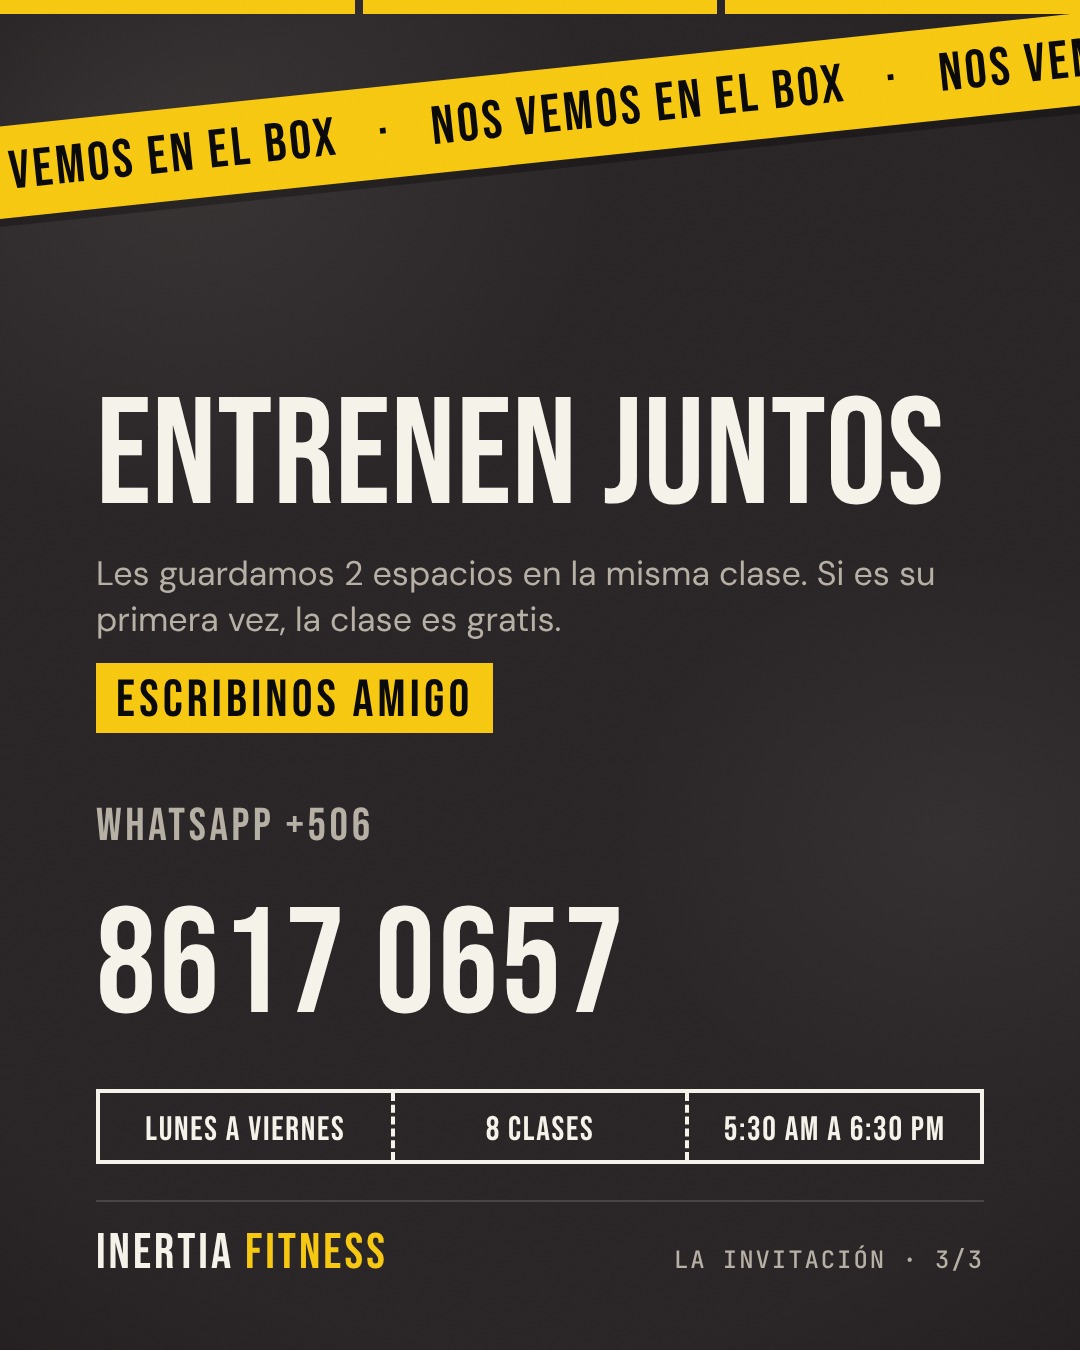 VEMOS EN EL BOX · NOS VEMOS EN EL BOX · NOS VEM
ENTRENEN JUNTOS
Les guardamos 2 espacios en la misma clase. Si es su
primera vez, la clase es gratis.
ESCRIBINOS AMIGO
WHATSAPP +506
8617 0657
LUNES A VIERNES
8 CLASES
5:30 AM A 6:30 PM
INERTIA FITNESS
LA INVITACIÓN · 3/3